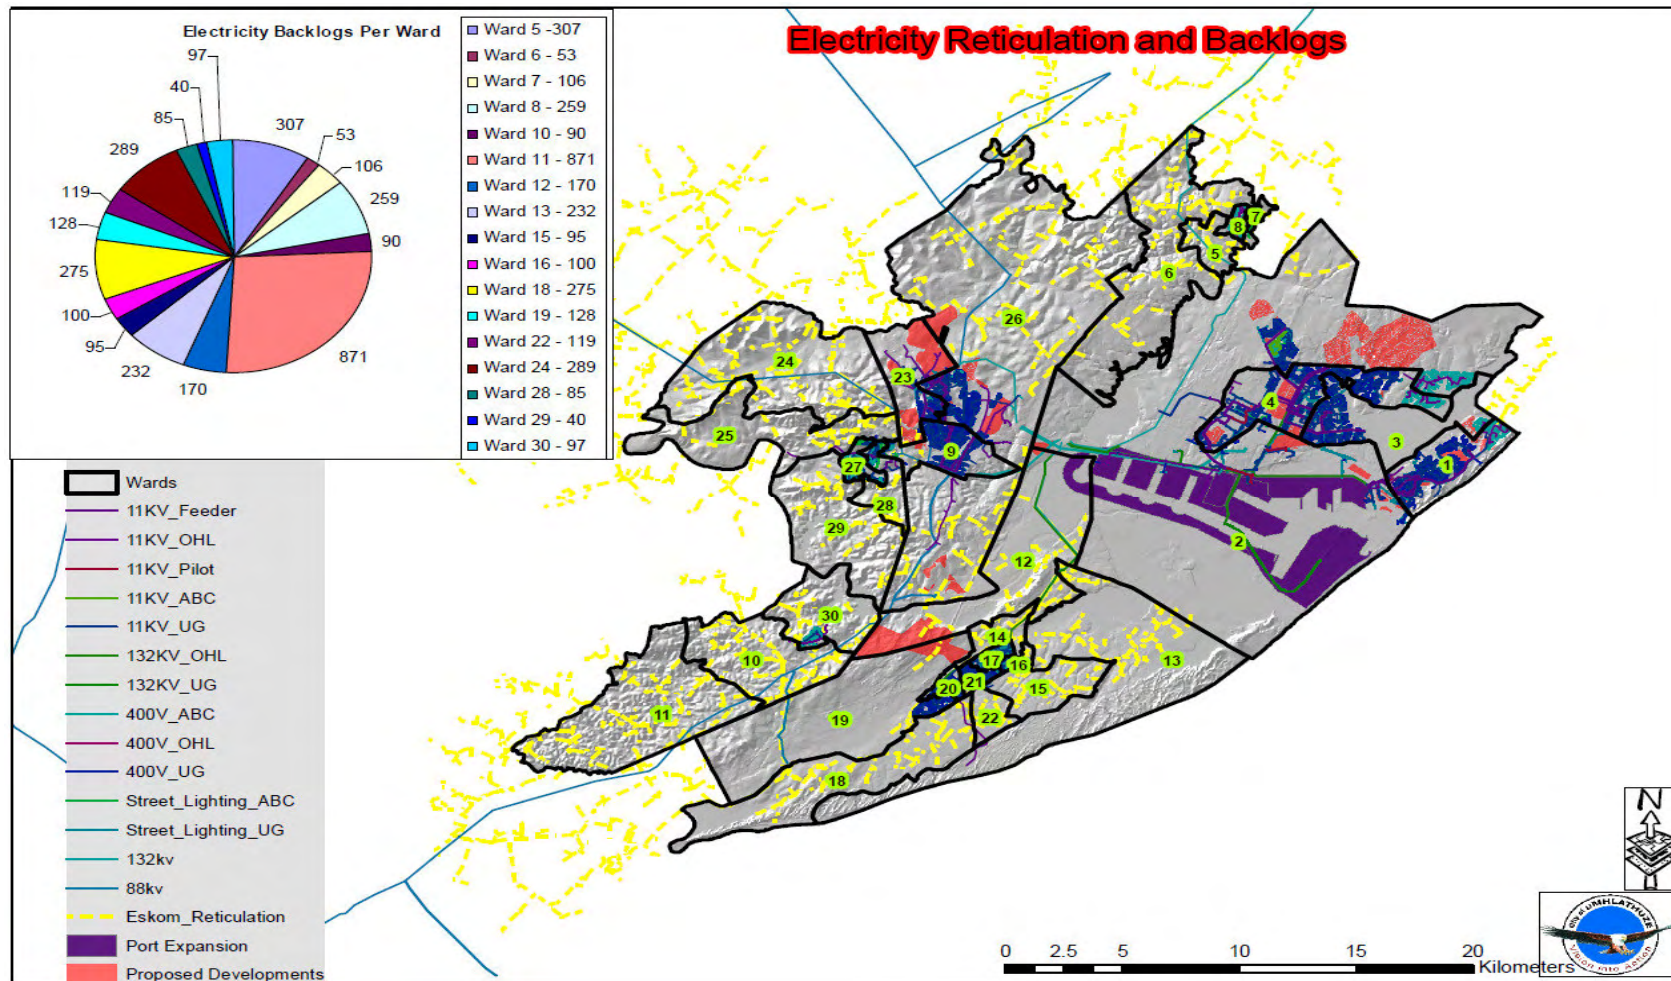 Electricity Reticulation and Backlogs
Electricity Backlogs Per Ward
97
40
85
289
119
128
275
100
95
232
170
871
90
259
106
53
307
Ward 5 -307
Ward 6 - 53
Ward 7 - 106
Ward 8 - 259
Ward 10 - 90
Ward 11 - 871
Ward 12 - 170
Ward 13 - 232
Ward 15 - 95
Ward 16 - 100
Ward 18 - 275
Ward 19 - 128
Ward 22 - 119
Ward 24 - 289
Ward 28 - 85
Ward 29 - 40
Ward 30 - 97
Wards
11KV_Feeder
11KV_OHL
11KV_Pilot
11KV_ABC
11KV_UG
132KV_OHL
132KV_UG
400V_ABC
400V_OHL
400V_UG
Street_Lighting_ABC
Street_Lighting_UG
132kv
88kv
Eskom_Reticulation
Port Expansion
Proposed Developments
7
8
5
6
26
24
23
4
25
3
9
1
27
28
29
2
12
30
14
13
10
17
16
21
20
15
11
19
22
18
N
0 2.5 5 10 15 20
Kilometers
City of uMHLATHUZE
Vision into Action